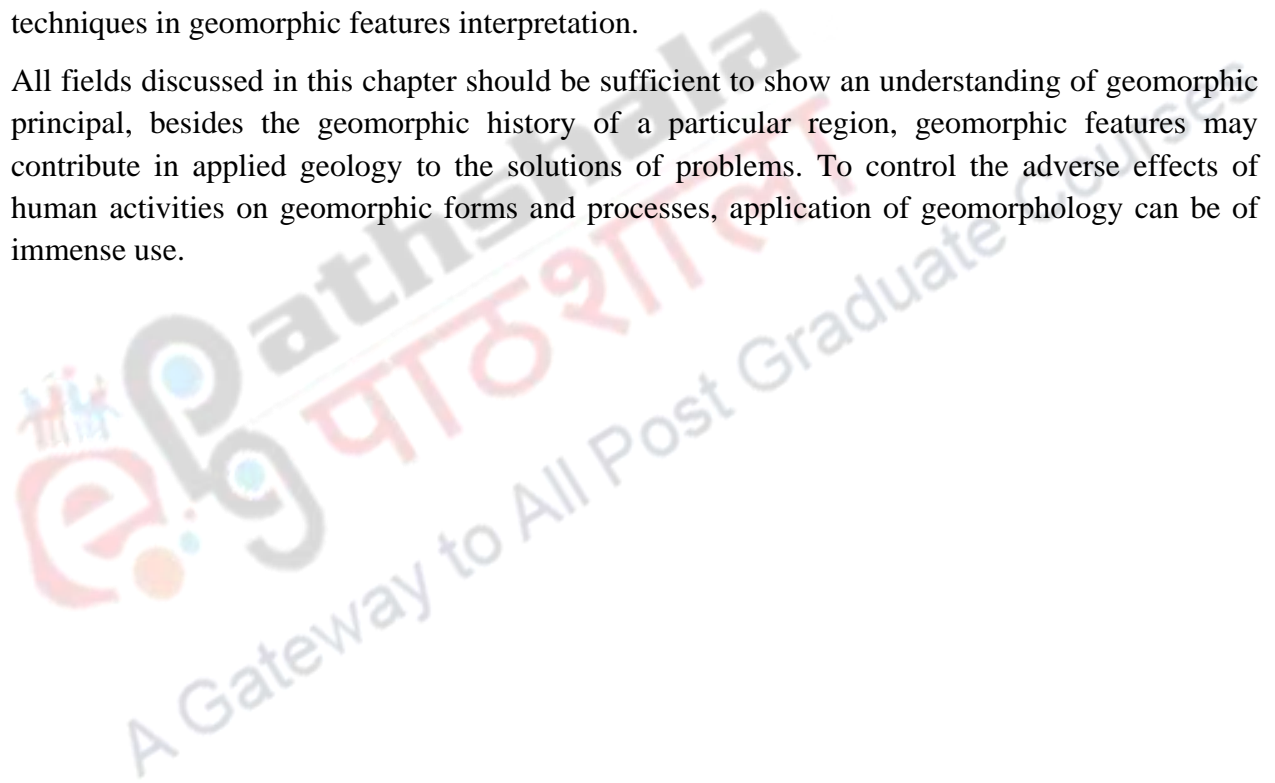 techniques in geomorphic features interpretation.
All fields discussed in this chapter should be sufficient to show an understanding of geomorphic
principal, besides the geomorphic history of a particular region, geomorphic features may
contribute in applied geology to the solutions of problems. To control the adverse effects of
human activities on geomorphic forms and processes, application of geomorphology can be of
immense use.
e
pg
athshala
पाठशाला
A Gateway to All Post Graduate Courses